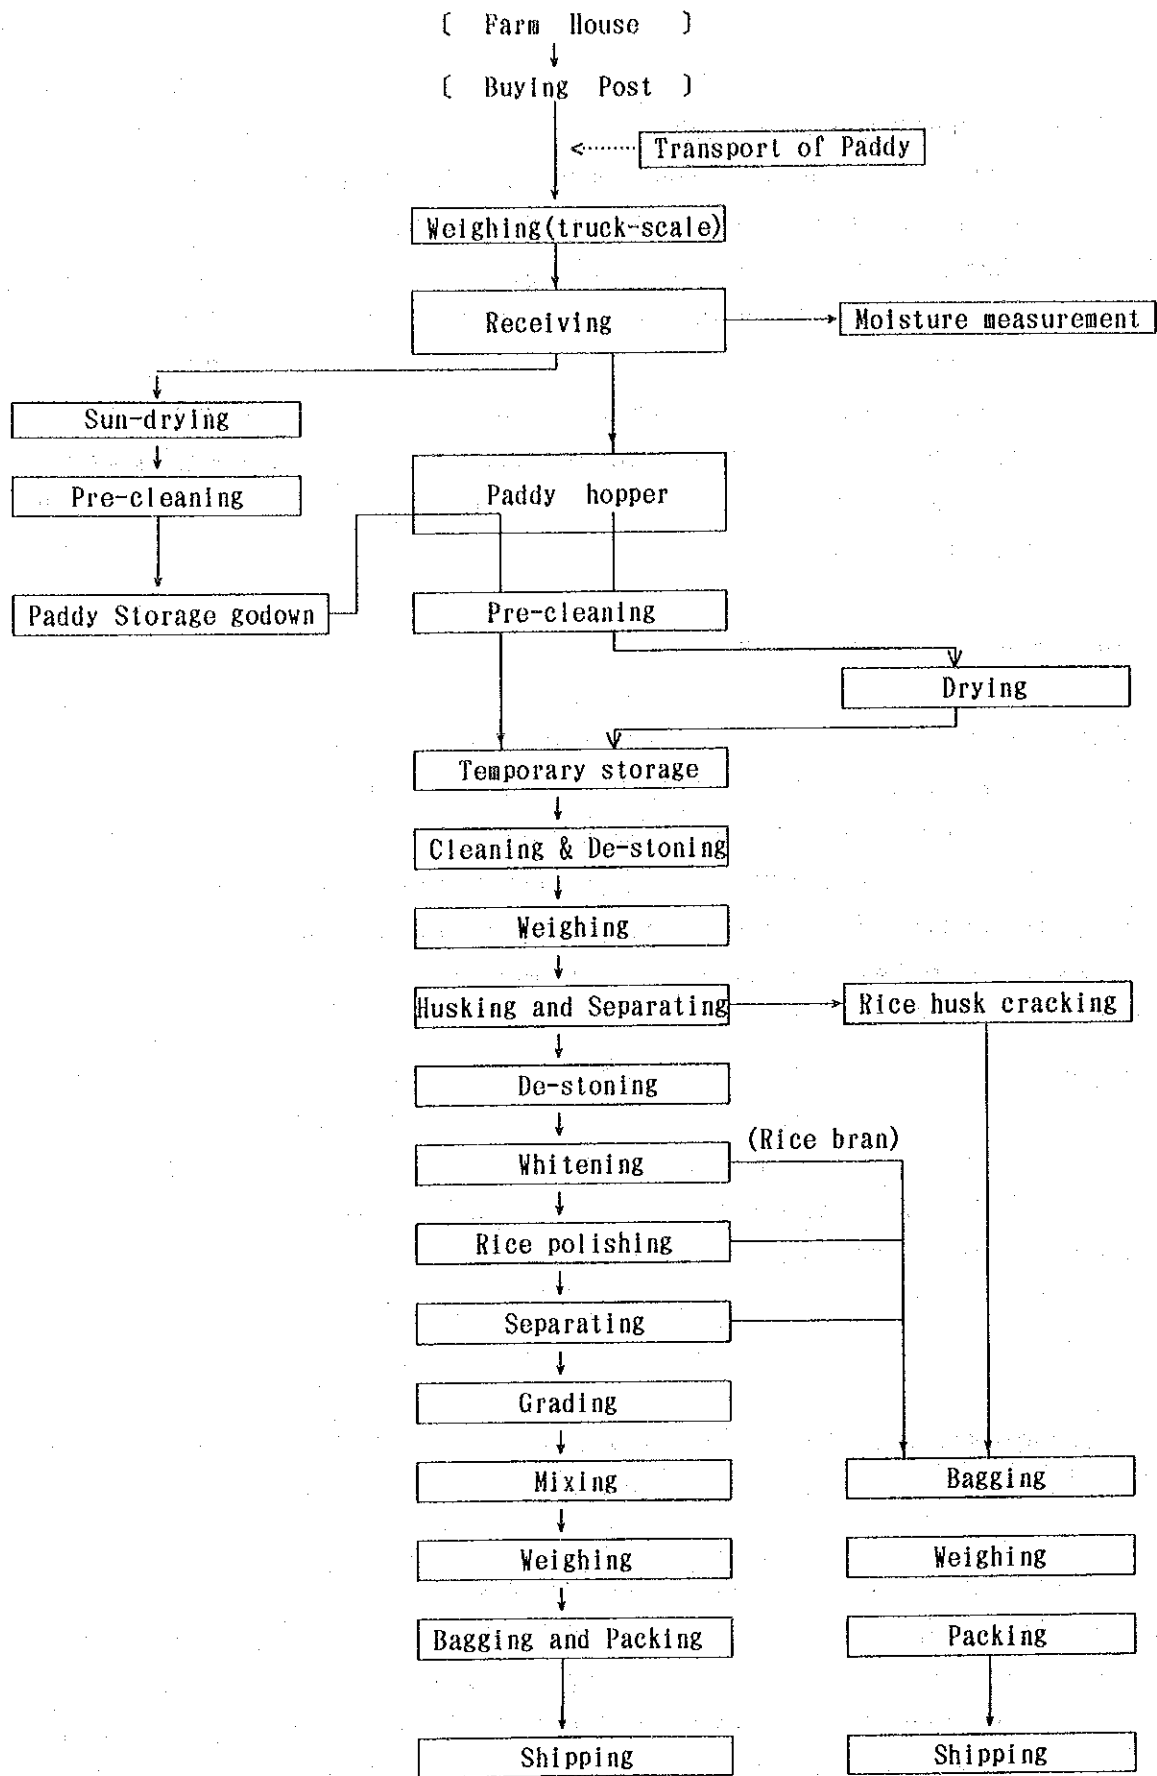 〔 Farm House 〕
〔 Buying Post 〕
Transport of Paddy
Weighing(truck-scale)
Receiving
Moisture measurement
Sun-drying
Pre-cleaning
Paddy hopper
Paddy Storage godown
Pre-cleaning
Drying
Temporary storage
Cleaning & De-stoning
Weighing
Husking and Separating
Rice husk cracking
De-stoning
(Rice bran)
Whitening
Rice polishing
Separating
Grading
Mixing
Bagging
Weighing
Weighing
Bagging and Packing
Packing
Shipping
Shipping